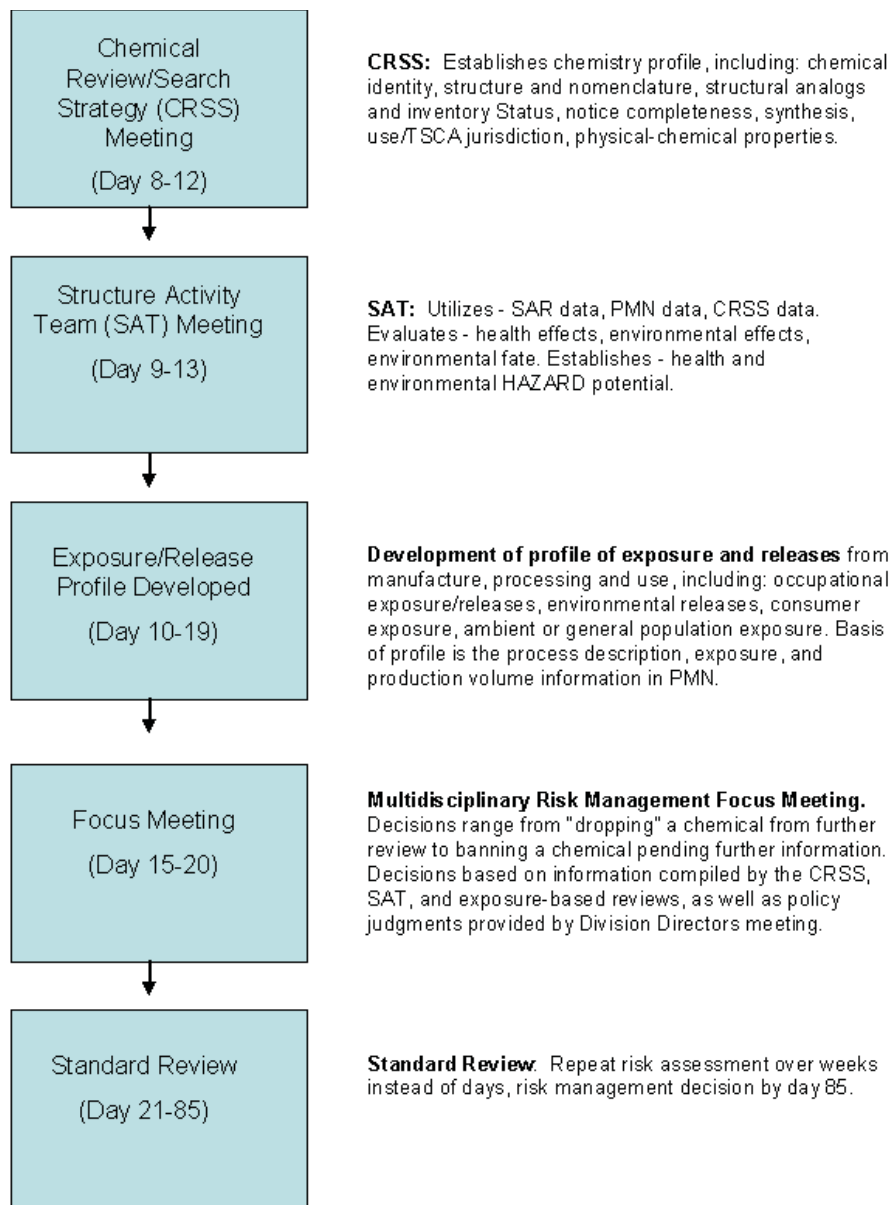 Chemical
Review/Search
Strategy (CRSS)
Meeting
(Day 8-12)
CRSS: Establishes chemistry profile, including: chemical
identity, structure and nomenclature, structural analogs
and inventory Status, notice completeness, synthesis,
use/TSCA jurisdiction, physical-chemical properties.
Structure Activity
Team (SAT) Meeting
(Day 9-13)
SAT: Utilizes - SAR data, PMN data, CRSS data.
Evaluates - health effects, environmental effects,
environmental fate. Establishes - health and
environmental HAZARD potential.
Exposure/Release
Profile Developed
(Day 10-19)
Development of profile of exposure and releases from
manufacture, processing and use, including: occupational
exposure/releases, environmental releases, consumer
exposure, ambient or general population exposure. Basis
of profile is the process description, exposure, and
production volume information in PMN.
Focus Meeting
(Day 15-20)
Multidisciplinary Risk Management Focus Meeting.
Decisions range from "dropping" a chemical from further
review to banning a chemical pending further information.
Decisions based on information compiled by the CRSS,
SAT, and exposure-based reviews, as well as policy
judgments provided by Division Directors meeting.
Standard Review
(Day 21-85)
Standard Review: Repeat risk assessment over weeks
instead of days, risk management decision by day 85.